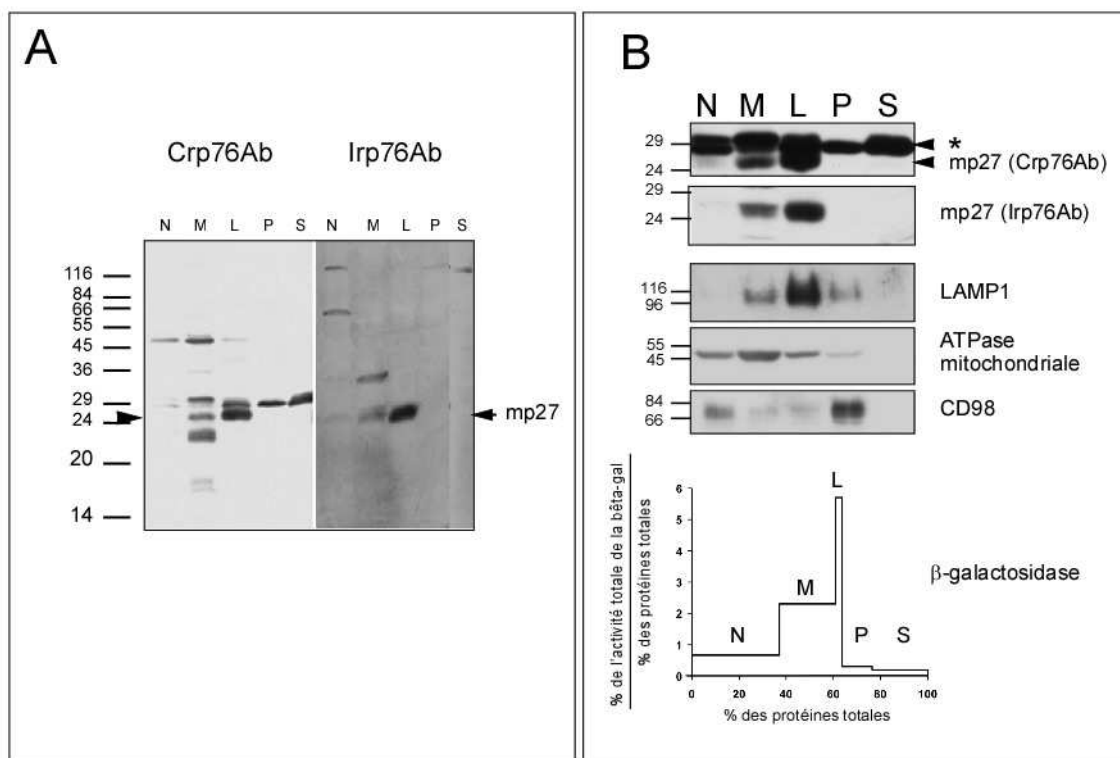 A
Crp76Ab Irp76Ab
N M L P S N M L P S
116
84
66
55
45
36
29
24
20
14
mp27
B
N M L P S
29
24
*
mp27 (Crp76Ab)
29
24
mp27 (Irp76Ab)
116
96
LAMP1
55
45
ATPase
mitochondriale
84
66
CD98
% de l'activité totale de la bêta-gal
% des protéines totales
6
5
4
3
2
1
0
N
M
L
P
S
β-galactosidase
0 20 40 60 80 100
% des protéines totales